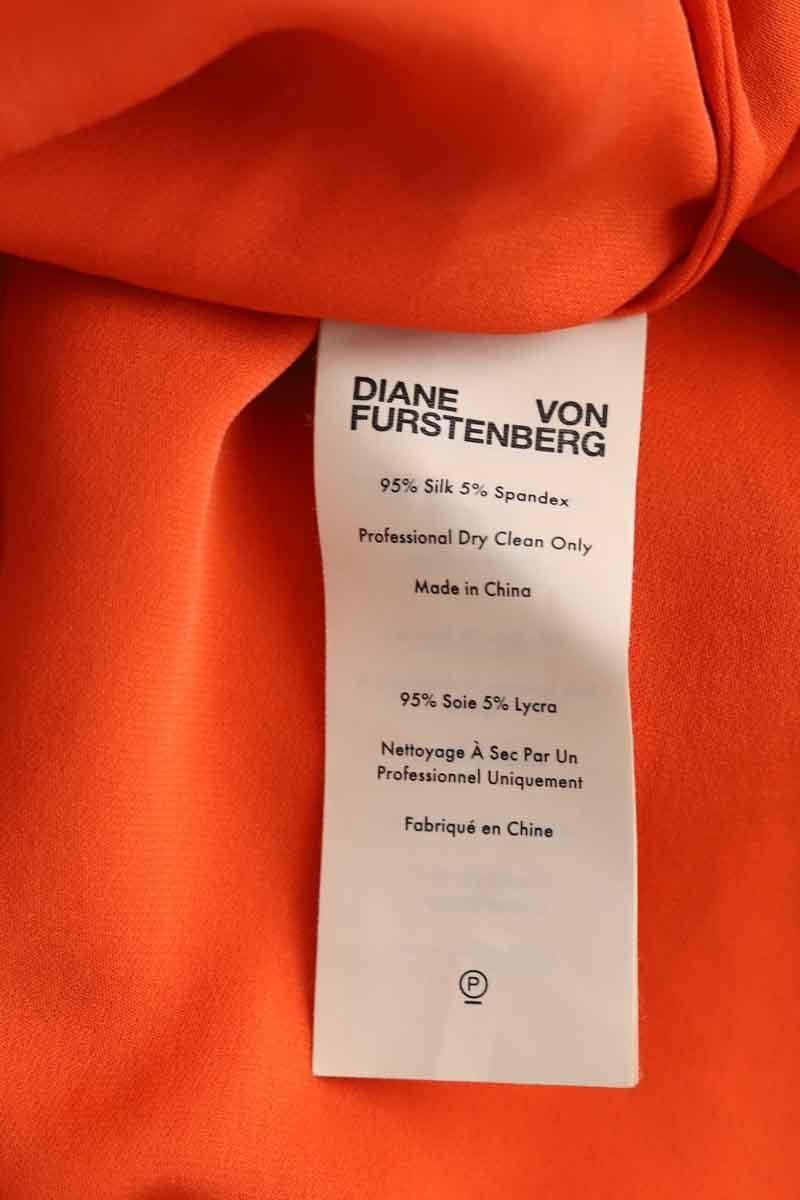 DIANE VON
FURSTENBERG
95% Silk 5% Spandex
Professional Dry Clean Only
Made in China
95% Soie 5% Lycra
Nettoyage À Sec Par Un
Professionnel Uniquement
Fabriqué en Chine
P